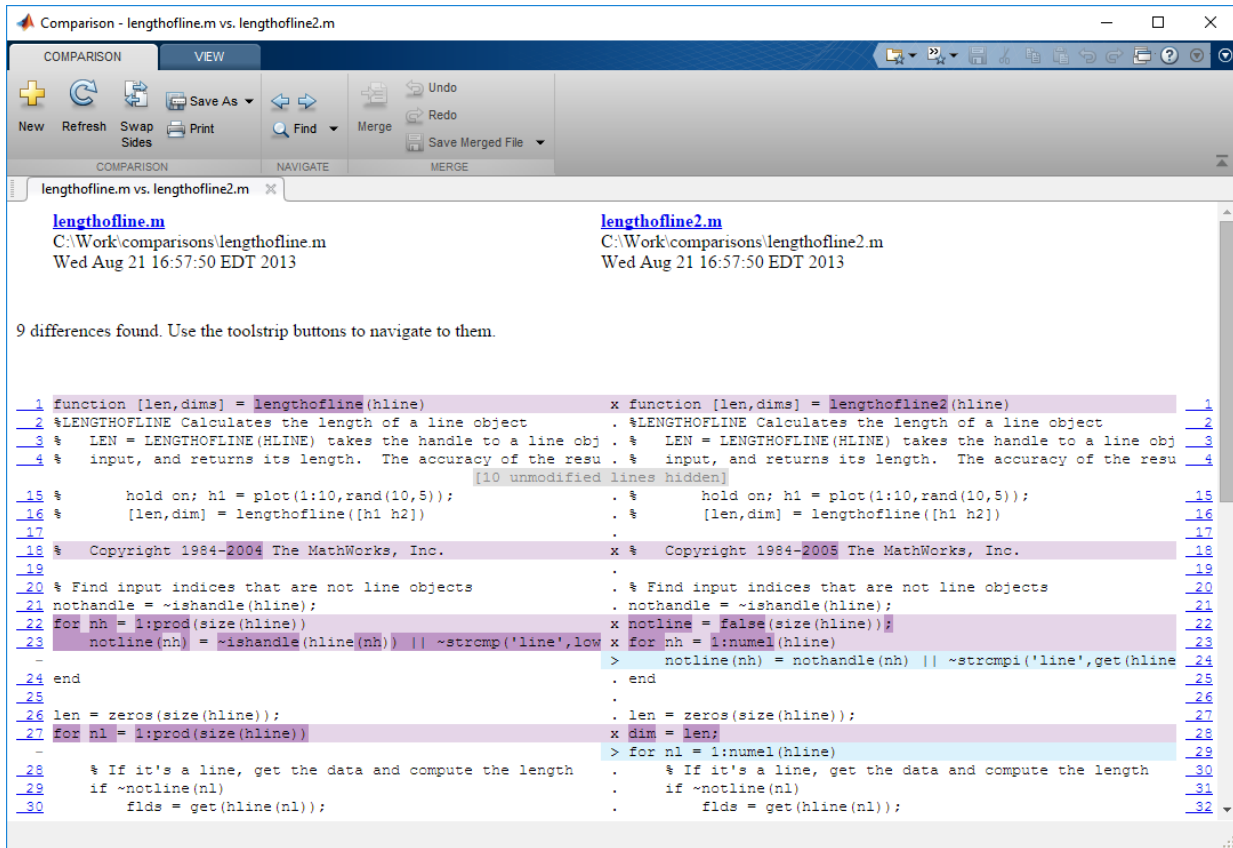 Comparison - lengthofline.m vs. lengthofline2.m
COMPARISON VIEW
New Refresh Swap Sides Save As Print Find Merge Undo Redo Save Merged File
COMPARISON NAVIGATE MERGE
lengthofline.m vs. lengthofline2.m
lengthofline.m lengthofline2.m
C:\Work\comparisons\lengthofline.m C:\Work\comparisons\lengthofline2.m
Wed Aug 21 16:57:50 EDT 2013 Wed Aug 21 16:57:50 EDT 2013
9 differences found. Use the toolstrip buttons to navigate to them.
1 function [len,dims] = lengthofline(hline) x function [len,dims] = lengthofline2(hline) 1
2 %LENGTHOFLINE Calculates the length of a line object . %LENGTHOFLINE Calculates the length of a line object 2
3 %   LEN = LENGTHOFLINE(HLINE) takes the handle to a line obj . %   LEN = LENGTHOFLINE(HLINE) takes the handle to a line obj 3
4 %   input, and returns its length.  The accuracy of the resu . %   input, and returns its length.  The accuracy of the resu 4
[10 unmodified lines hidden]
15 %       hold on; h1 = plot(1:10,rand(10,5)); . %       hold on; h1 = plot(1:10,rand(10,5)); 15
16 %       [len,dim] = lengthofline([h1 h2]) . %       [len,dim] = lengthofline([h1 h2]) 16
17 . 17
18 %   Copyright 1984-2004 The MathWorks, Inc. x %   Copyright 1984-2005 The MathWorks, Inc. 18
19 . 19
20 % Find input indices that are not line objects . % Find input indices that are not line objects 20
21 nothandle = ~ishandle(hline); . nothandle = ~ishandle(hline); 21
22 for nh = 1:prod(size(hline)) x notline = false(size(hline)); 22
23     notline(nh) = ~ishandle(hline(nh)) || ~strcmp('line',low x for nh = 1:numel(hline) 23
- >     notline(nh) = nothandle(nh) || ~strcmpi('line',get(hline 24
24 end . end 25
25 . 26
26 len = zeros(size(hline)); . len = zeros(size(hline)); 27
27 for nl = 1:prod(size(hline)) x dim = len; 28
- > for nl = 1:numel(hline) 29
28     % If it's a line, get the data and compute the length .     % If it's a line, get the data and compute the length 30
29     if ~notline(nl) .     if ~notline(nl) 31
30         flds = get(hline(nl)); .         flds = get(hline(nl)); 32